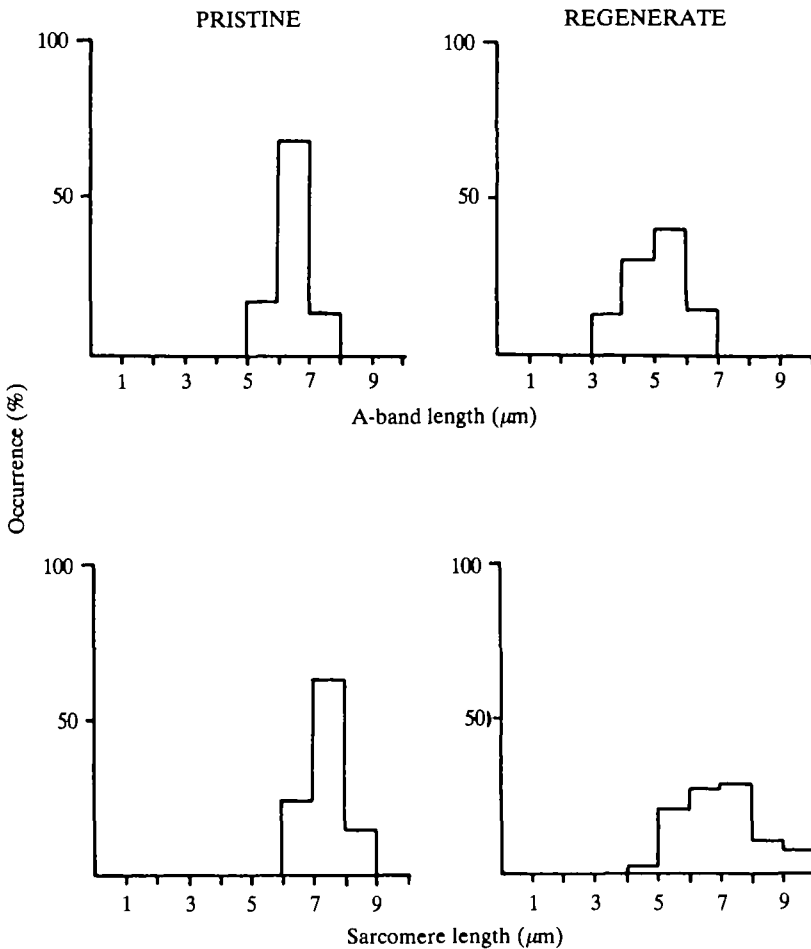 PRISTINE
REGENERATE
100
50
1 3 5 7 9
100
50
1 3 5 7 9
A-band length (μm)
Occurrence (%)
100
50
1 3 5 7 9
100
50
1 3 5 7 9
Sarcomere length (μm)